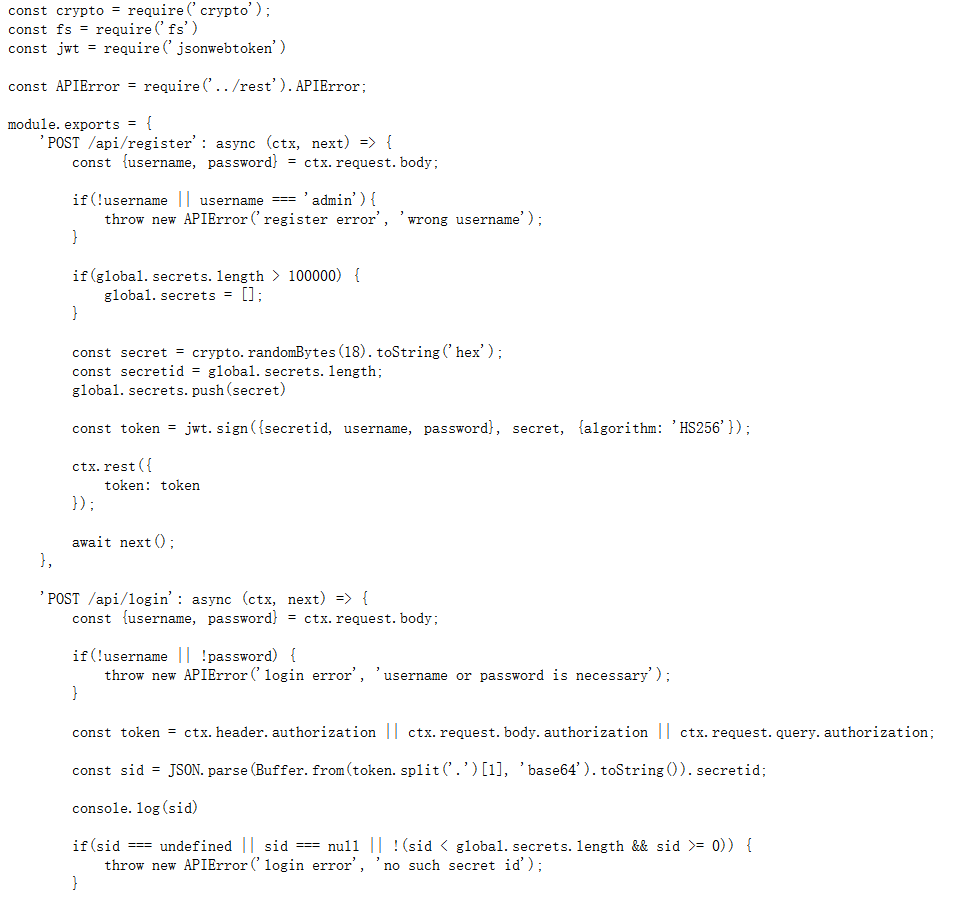 const crypto = require('crypto');
const fs = require('fs')
const jwt = require('jsonwebtoken')

const APIError = require('../rest').APIError;

module.exports = {
    'POST /api/register': async (ctx, next) => {
        const {username, password} = ctx.request.body;

        if(!username || username === 'admin'){
            throw new APIError('register error', 'wrong username');
        }

        if(global.secrets.length > 100000) {
            global.secrets = [];
        }

        const secret = crypto.randomBytes(18).toString('hex');
        const secretid = global.secrets.length;
        global.secrets.push(secret)

        const token = jwt.sign({secretid, username, password}, secret, {algorithm: 'HS256'});

        ctx.rest({
            token: token
        });

        await next();
    },

    'POST /api/login': async (ctx, next) => {
        const {username, password} = ctx.request.body;

        if(!username || !password) {
            throw new APIError('login error', 'username or password is necessary');
        }

        const token = ctx.header.authorization || ctx.request.body.authorization || ctx.request.query.authorization;

        const sid = JSON.parse(Buffer.from(token.split('.')[1], 'base64').toString()).secretid;

        console.log(sid)

        if(sid === undefined || sid === null || !(sid < global.secrets.length && sid >= 0)) {
            throw new APIError('login error', 'no such secret id');
        }